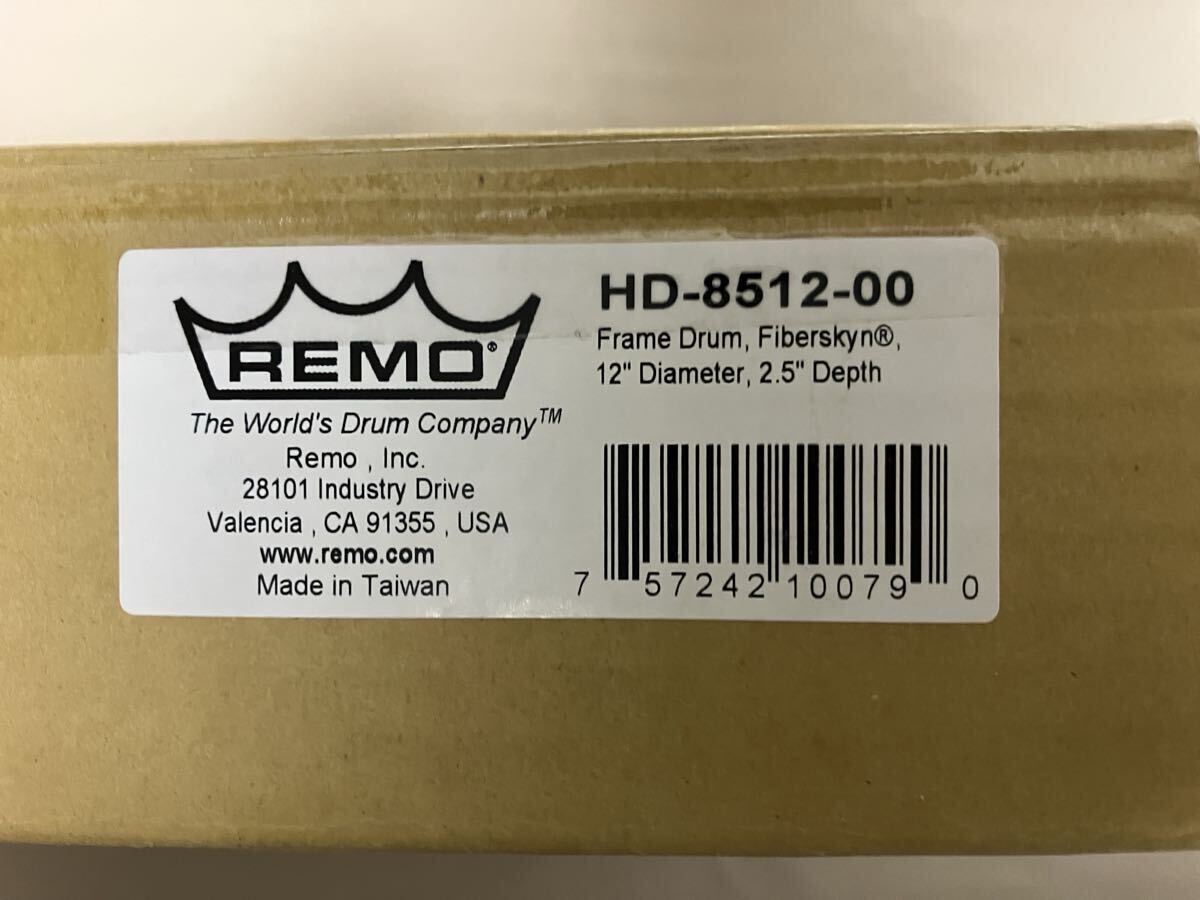 REMO®
The World's Drum Company™
Remo , Inc.
28101 Industry Drive
Valencia , CA 91355 , USA
www.remo.com
Made in Taiwan
HD-8512-00
Frame Drum, Fiberskyn®,
12" Diameter, 2.5" Depth
7 57242 10079 0